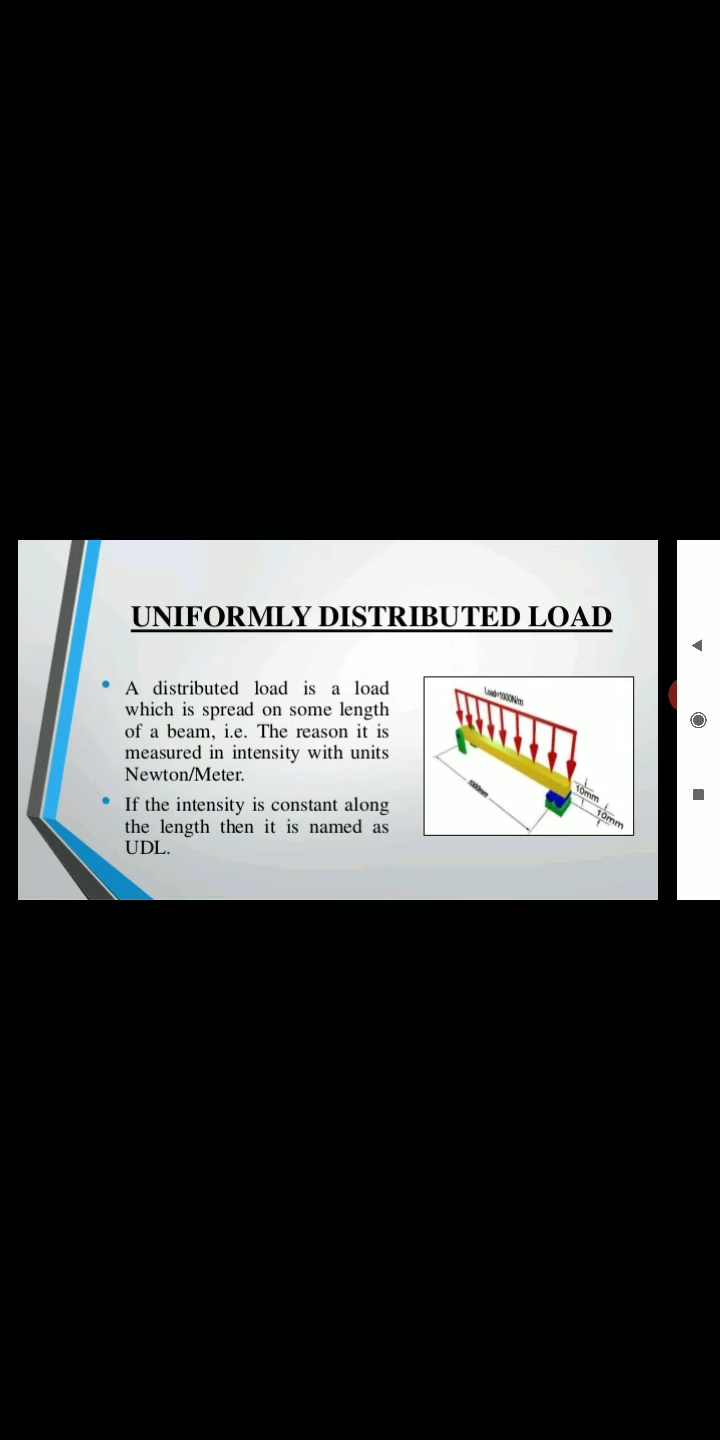 UNIFORMLY DISTRIBUTED LOAD
• A distributed load is a load
which is spread on some length
of a beam, i.e. The reason it is
measured in intensity with units
Newton/Meter.
• If the intensity is constant along
the length then it is named as
UDL.
Load=1000N/m
10mm
10mm